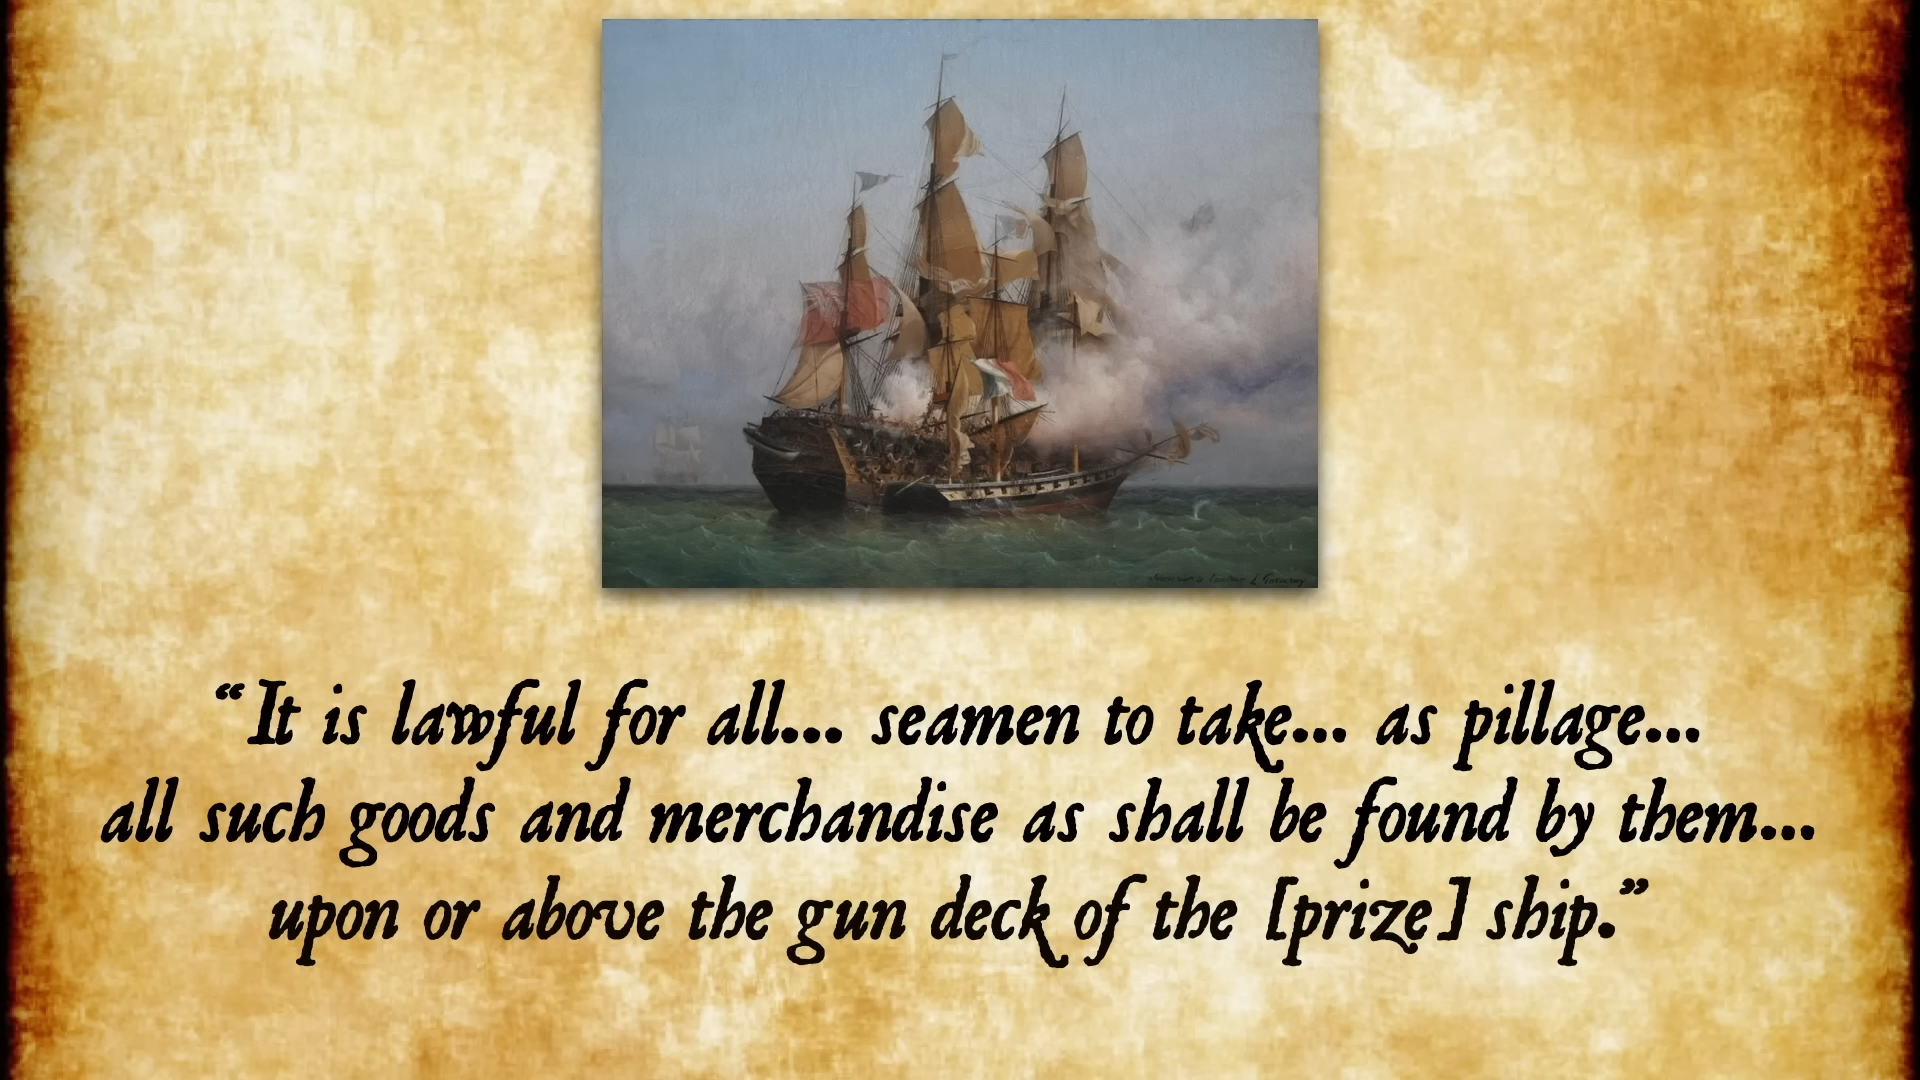 “It is lawful for all... seamen to take... as pillage...
all such goods and merchandise as shall be found by them...
upon or above the gun deck of the [prize] ship.”